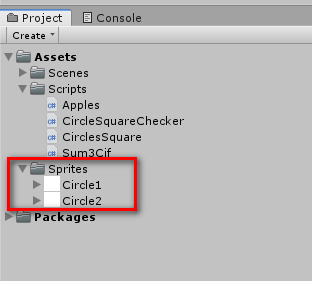 Project Console
Create
Assets
Scenes
Scripts
Apples
CircleSquareChecker
CirclesSquare
Sum3Cif
Sprites
Circle1
Circle2
Packages